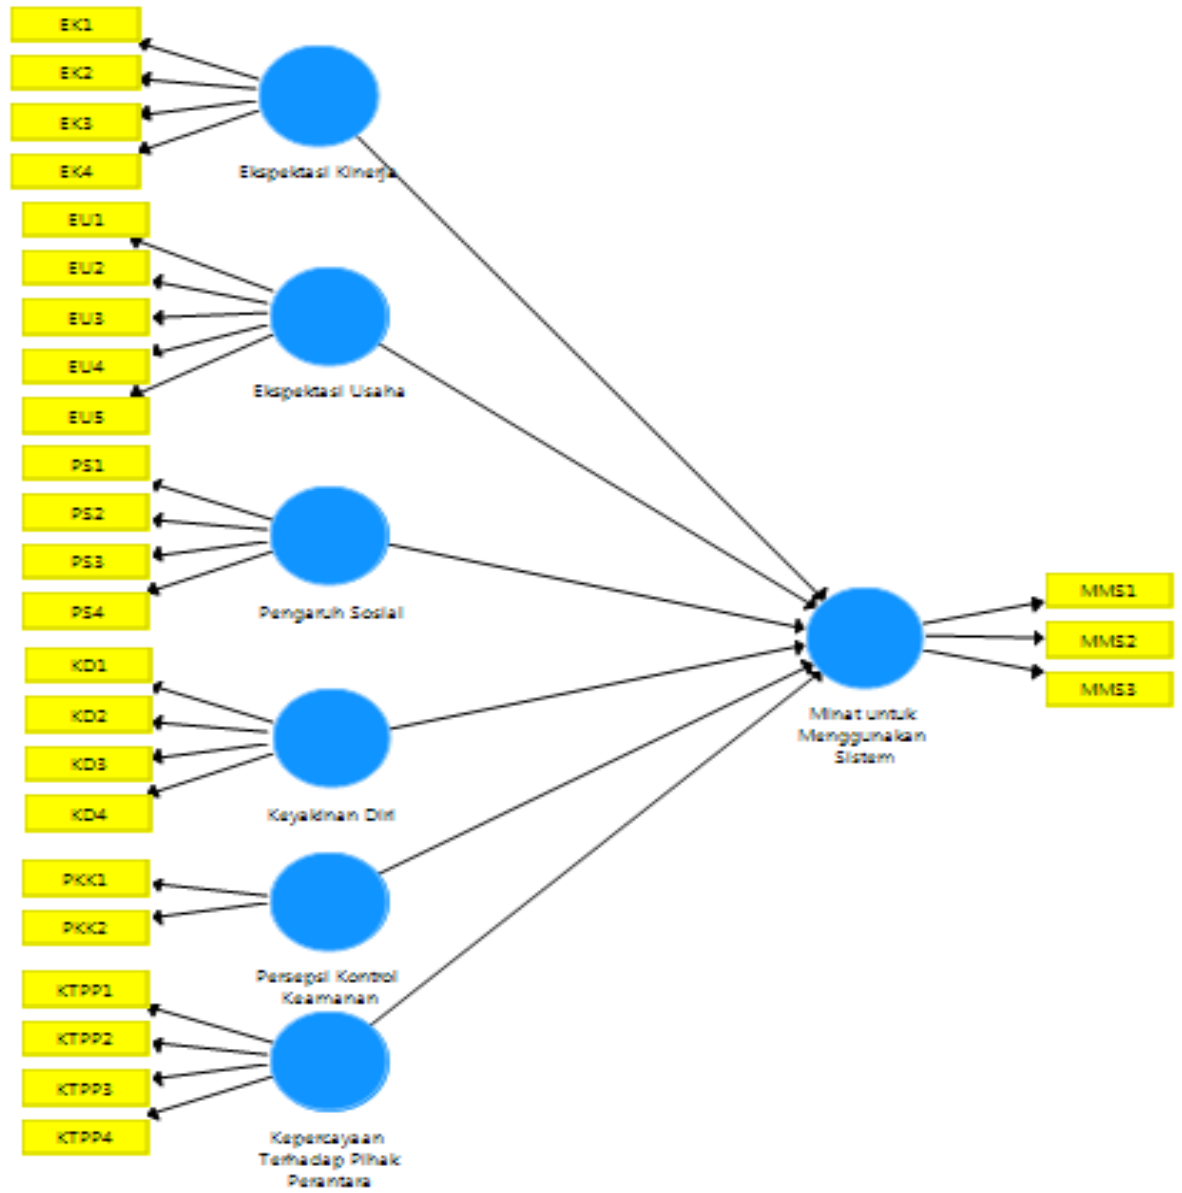 EK1
EK2
EK3
EK4
Ekspektasi Kinerja
EU1
EU2
EU3
EU4
EU5
Ekspektasi Usaha
PS1
PS2
PS3
PS4
Pengaruh Sosial
KD1
KD2
KD3
KD4
Keyakinan Diri
PKK1
PKK2
Persepsi Kontrol
Keamanan
KTPP1
KTPP2
KTPP3
KTPP4
Kepercayaan
Terhadap Pihak
Perantara
Minat untuk
Menggunakan
Sistem
MMS1
MMS2
MMS3